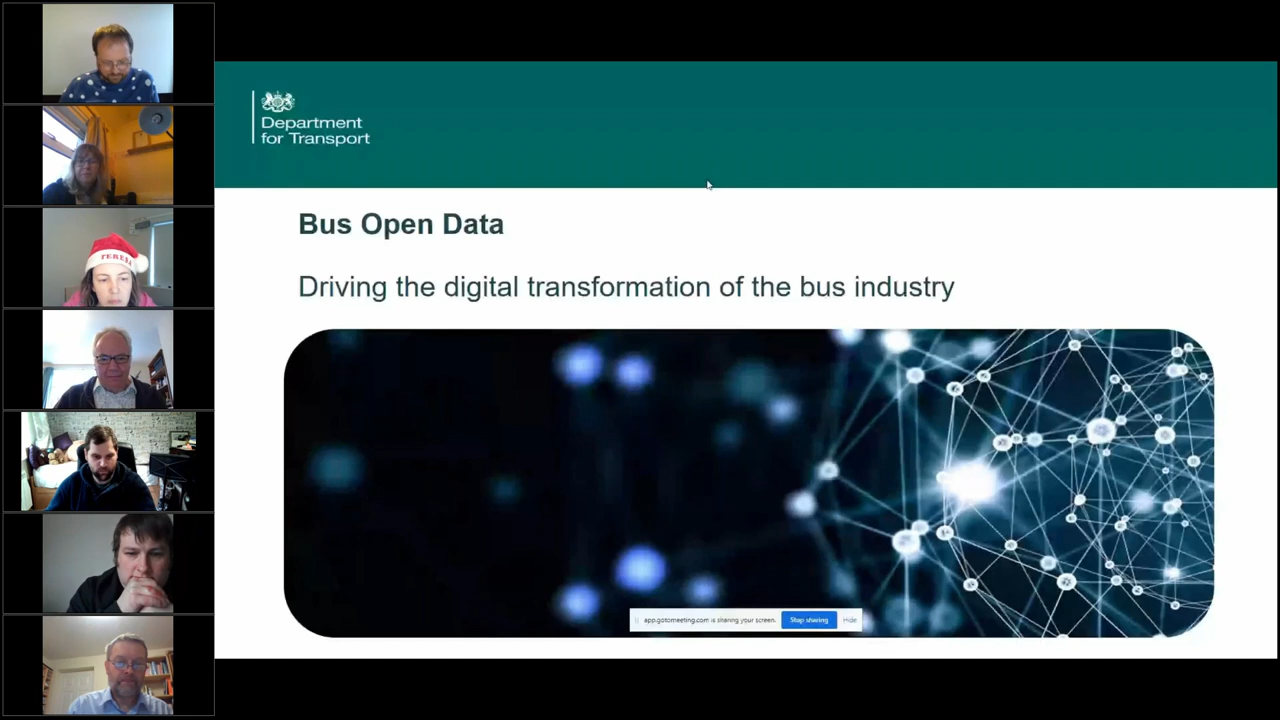 TERESA
Department
for Transport
Bus Open Data
Driving the digital transformation of the bus industry
app.gotomeeting.com is sharing your screen.
Stop sharing
Hide